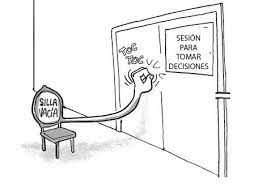 TOC
TOC
SESIÓN
PARA
TOMAR
DECISIONES
SILLA
VACÍA